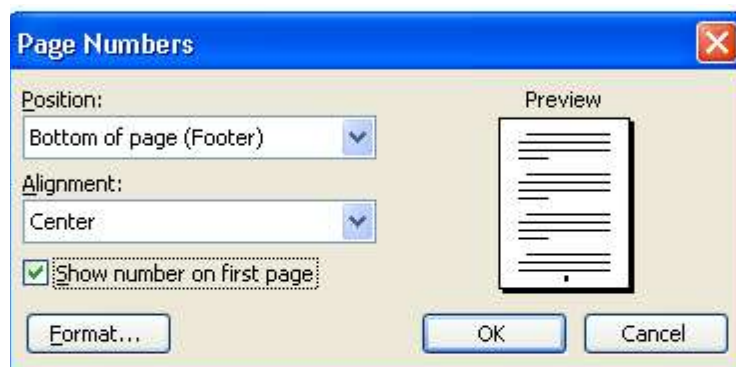 Page Numbers
Position:
Preview
Bottom of page (Footer)
Alignment:
Center
Show number on first page
Format...
OK
Cancel